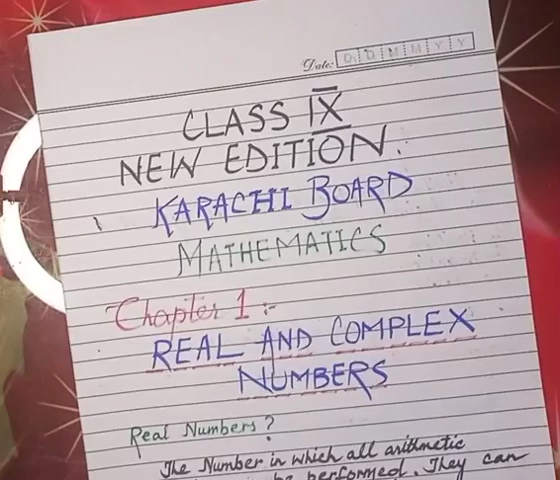 Date: D D M M Y Y
CLASS IX
NEW EDITION.
KARACHI BOARD
MATHEMATICS
Chapter 1 :-
REAL AND COMPLEX
NUMBERS
Real Numbers ?
The Number in which all arithmetic
be performed. They can